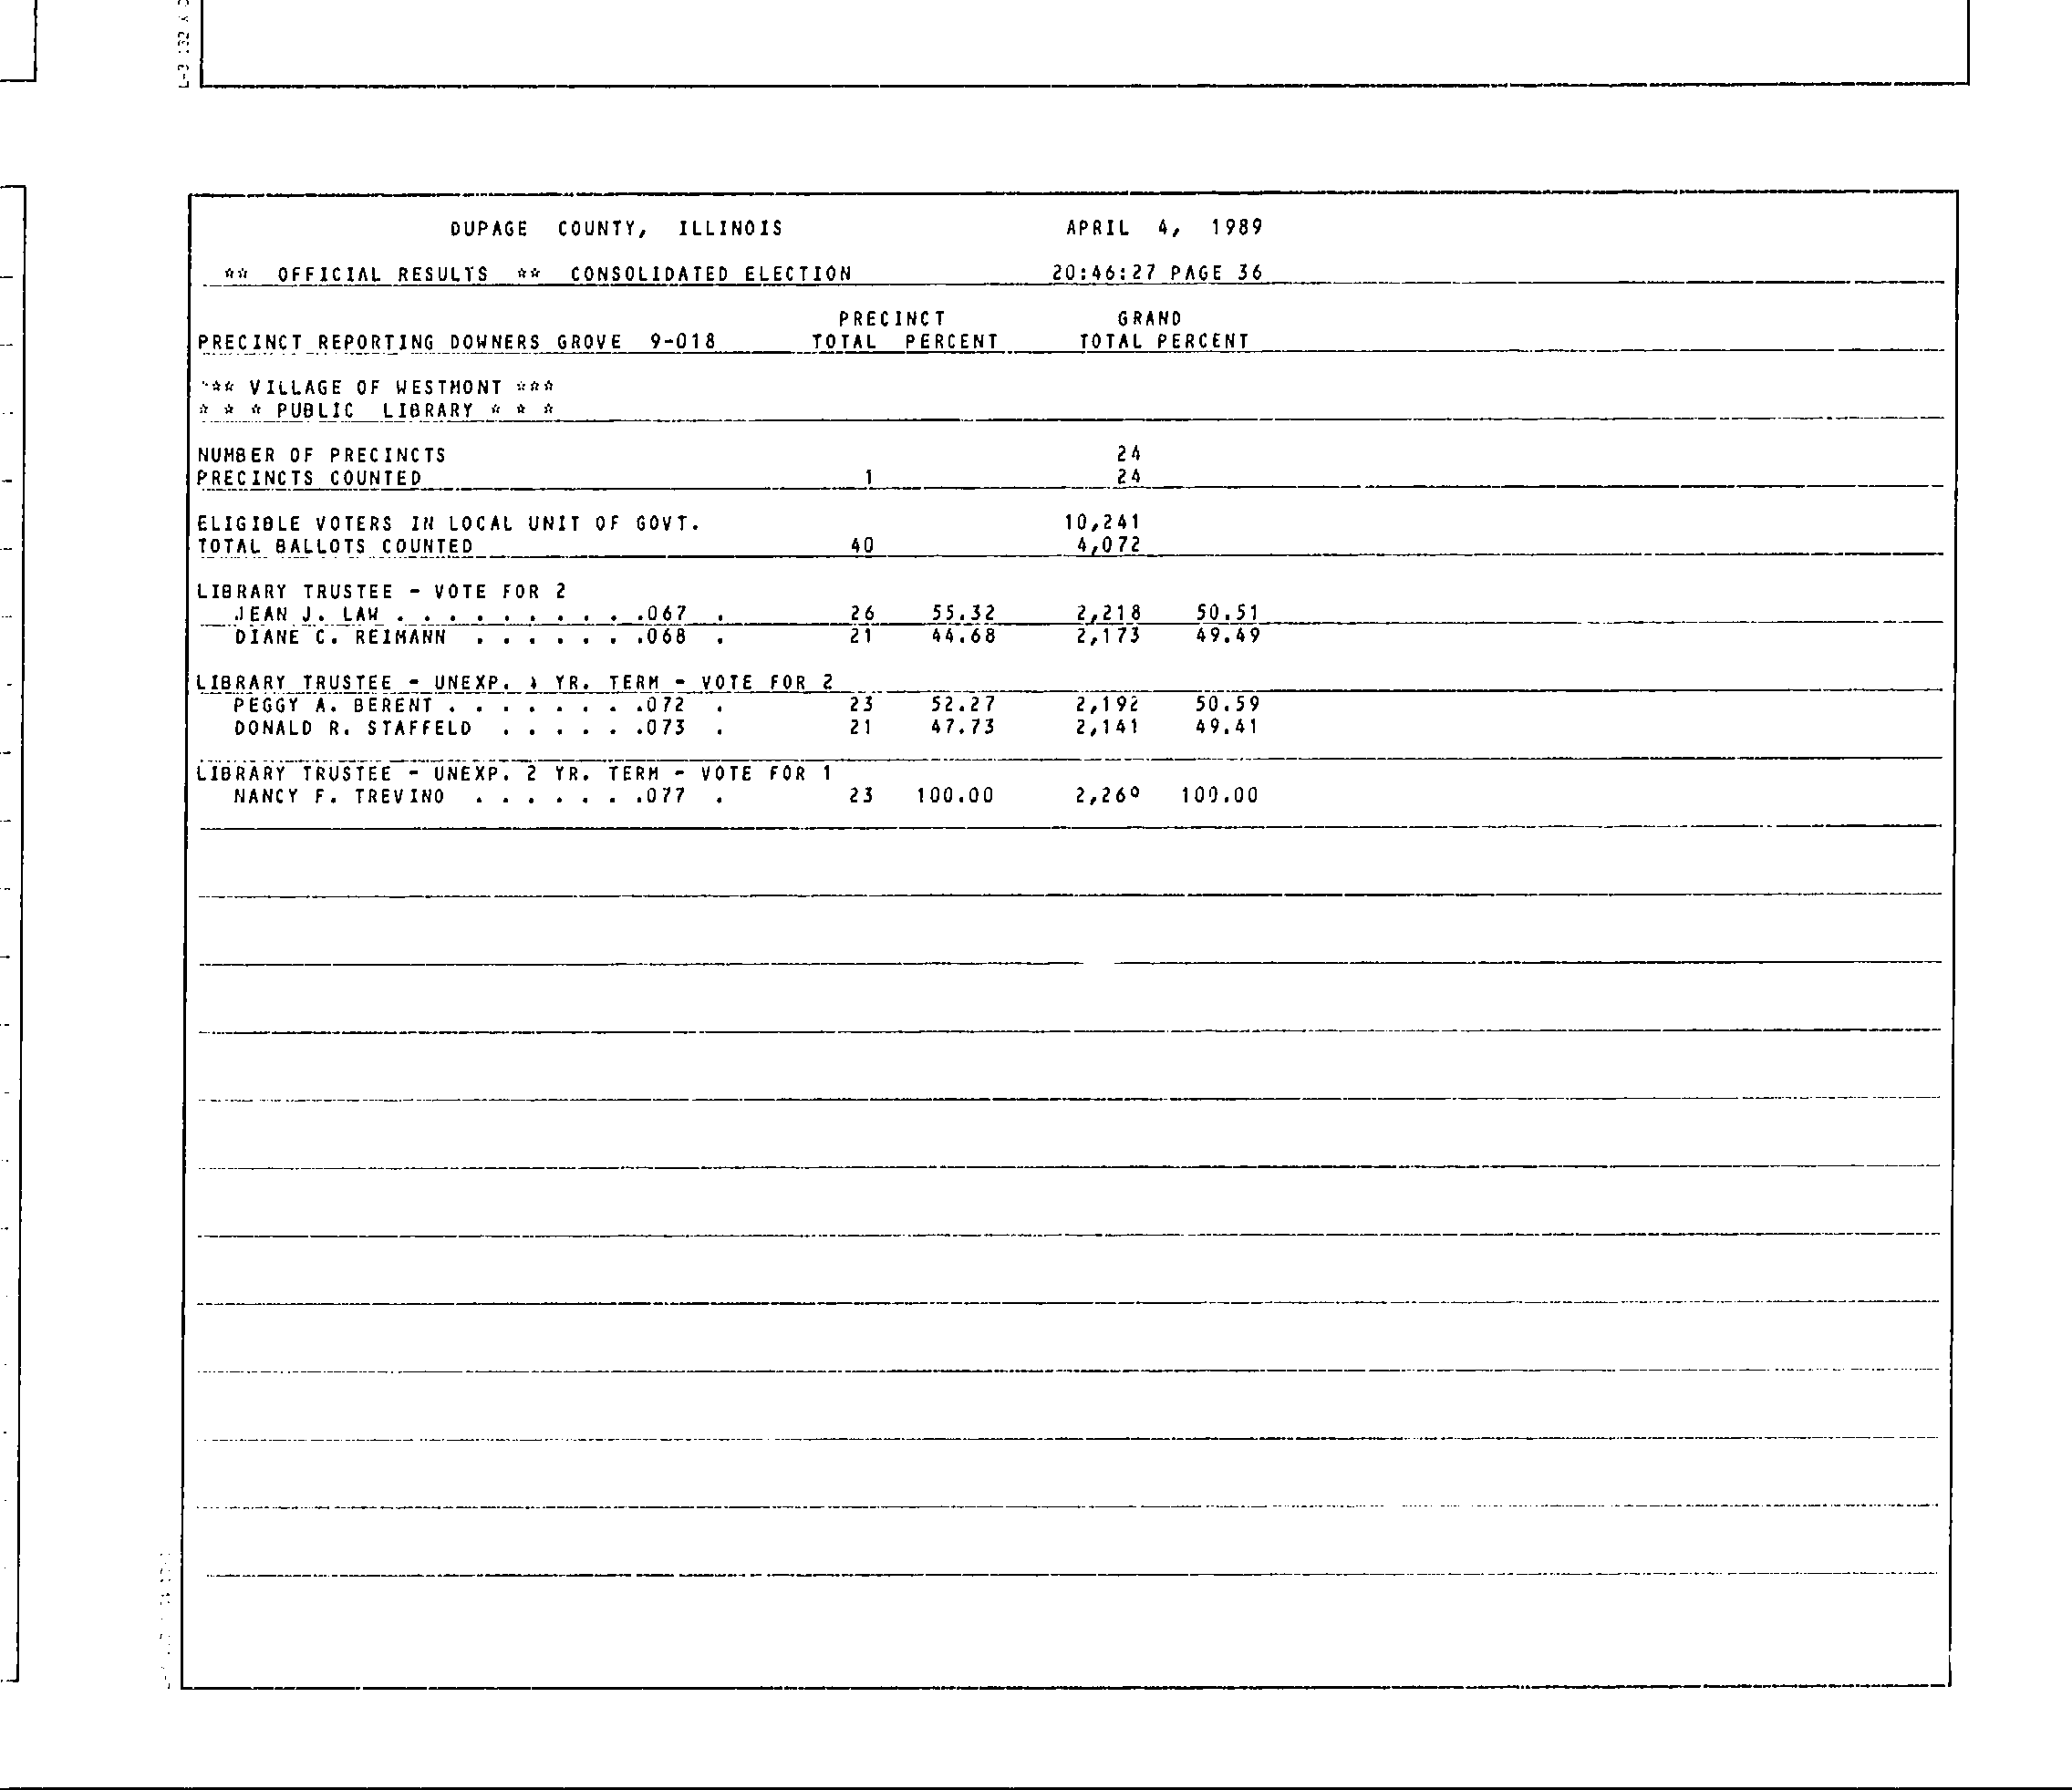 L-3 132 K
DUPAGE COUNTY, ILLINOIS APRIL 4, 1989
** OFFICIAL RESULTS ** CONSOLIDATED ELECTION 20:46:27 PAGE 36
PRECINCT GRAND
PRECINCT REPORTING DOWNERS GROVE 9-018 TOTAL PERCENT TOTAL PERCENT
*** VILLAGE OF WESTMONT ***
* * * PUBLIC LIBRARY * * *
NUMBER OF PRECINCTS 24
PRECINCTS COUNTED 1 24
ELIGIBLE VOTERS IN LOCAL UNIT OF GOVT. 10,241
TOTAL BALLOTS COUNTED 40 4,072
LIBRARY TRUSTEE - VOTE FOR 2
JEAN J. LAW . . . . . . . . . .067 . 26 55.32 2,218 50.51
DIANE C. REIMANN . . . . . . .068 . 21 44.68 2,173 49.49
LIBRARY TRUSTEE - UNEXP. YR. TERM - VOTE FOR 2
PEGGY A. BERENT . . . . . . . .072 . 23 52.27 2,192 50.59
DONALD R. STAFFELD . . . . . .073 . 21 47.73 2,141 49.41
LIBRARY TRUSTEE - UNEXP. 2 YR. TERM - VOTE FOR 1
NANCY F. TREVINO . . . . . . .077 . 23 100.00 2,269 100.00